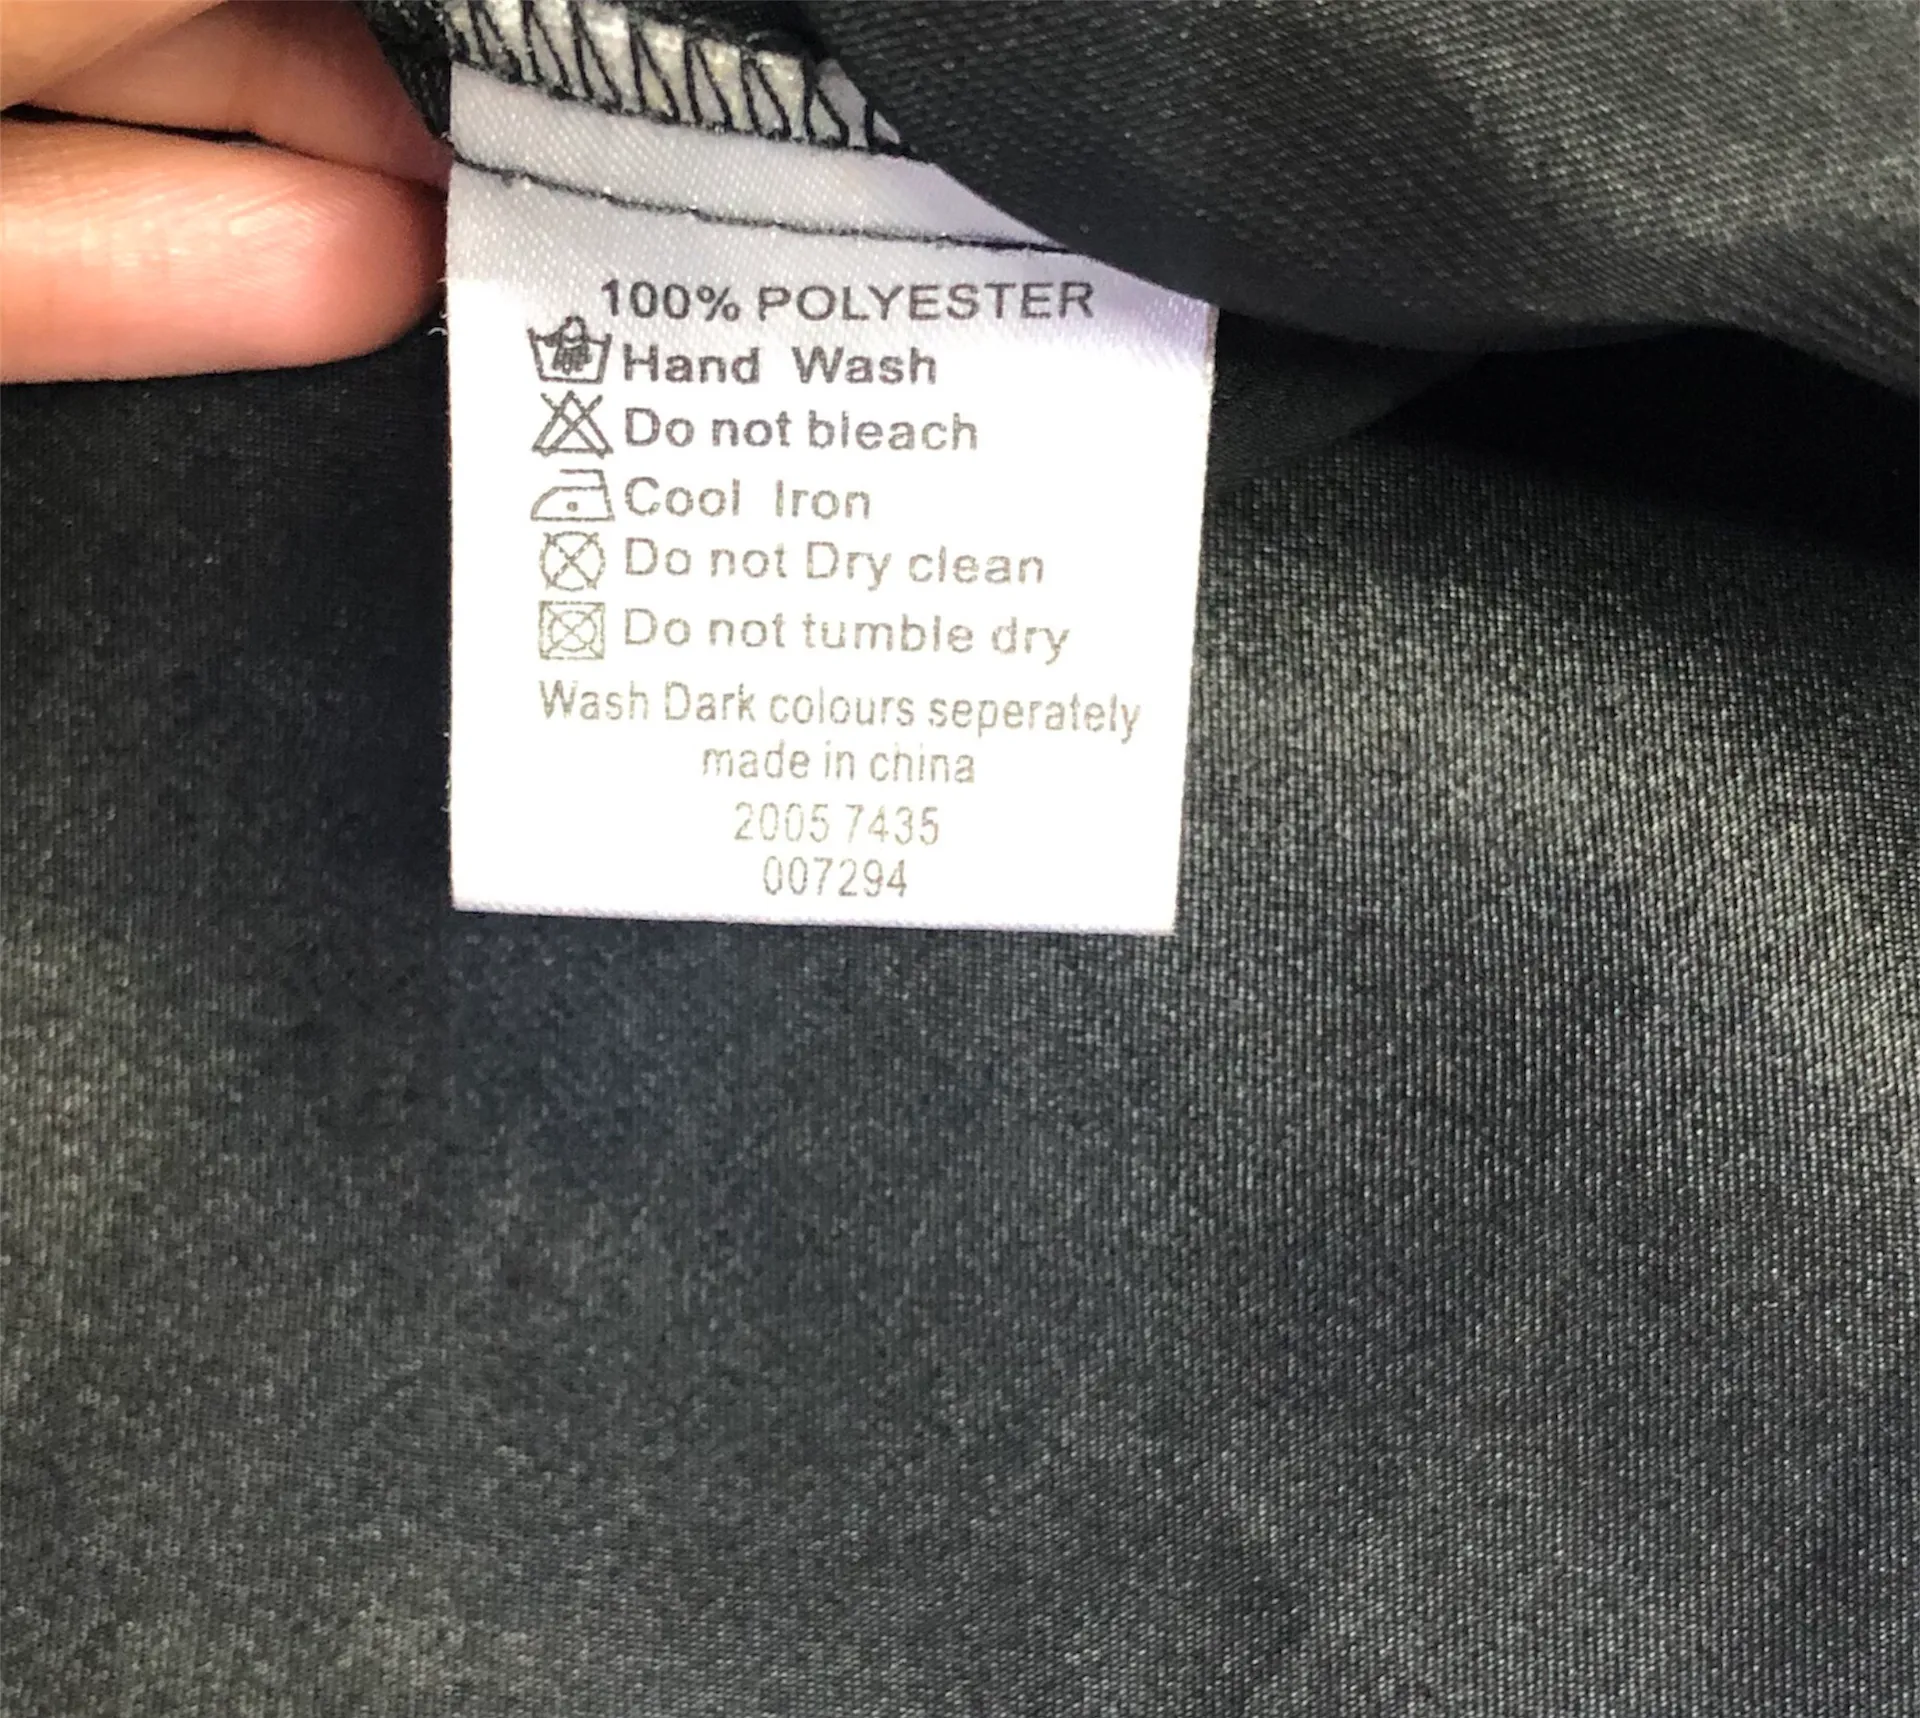 100% POLYESTER
Hand Wash
Do not bleach
Cool Iron
Do not Dry clean
Do not tumble dry
Wash Dark colours seperately
made in china
2005 7435
007294